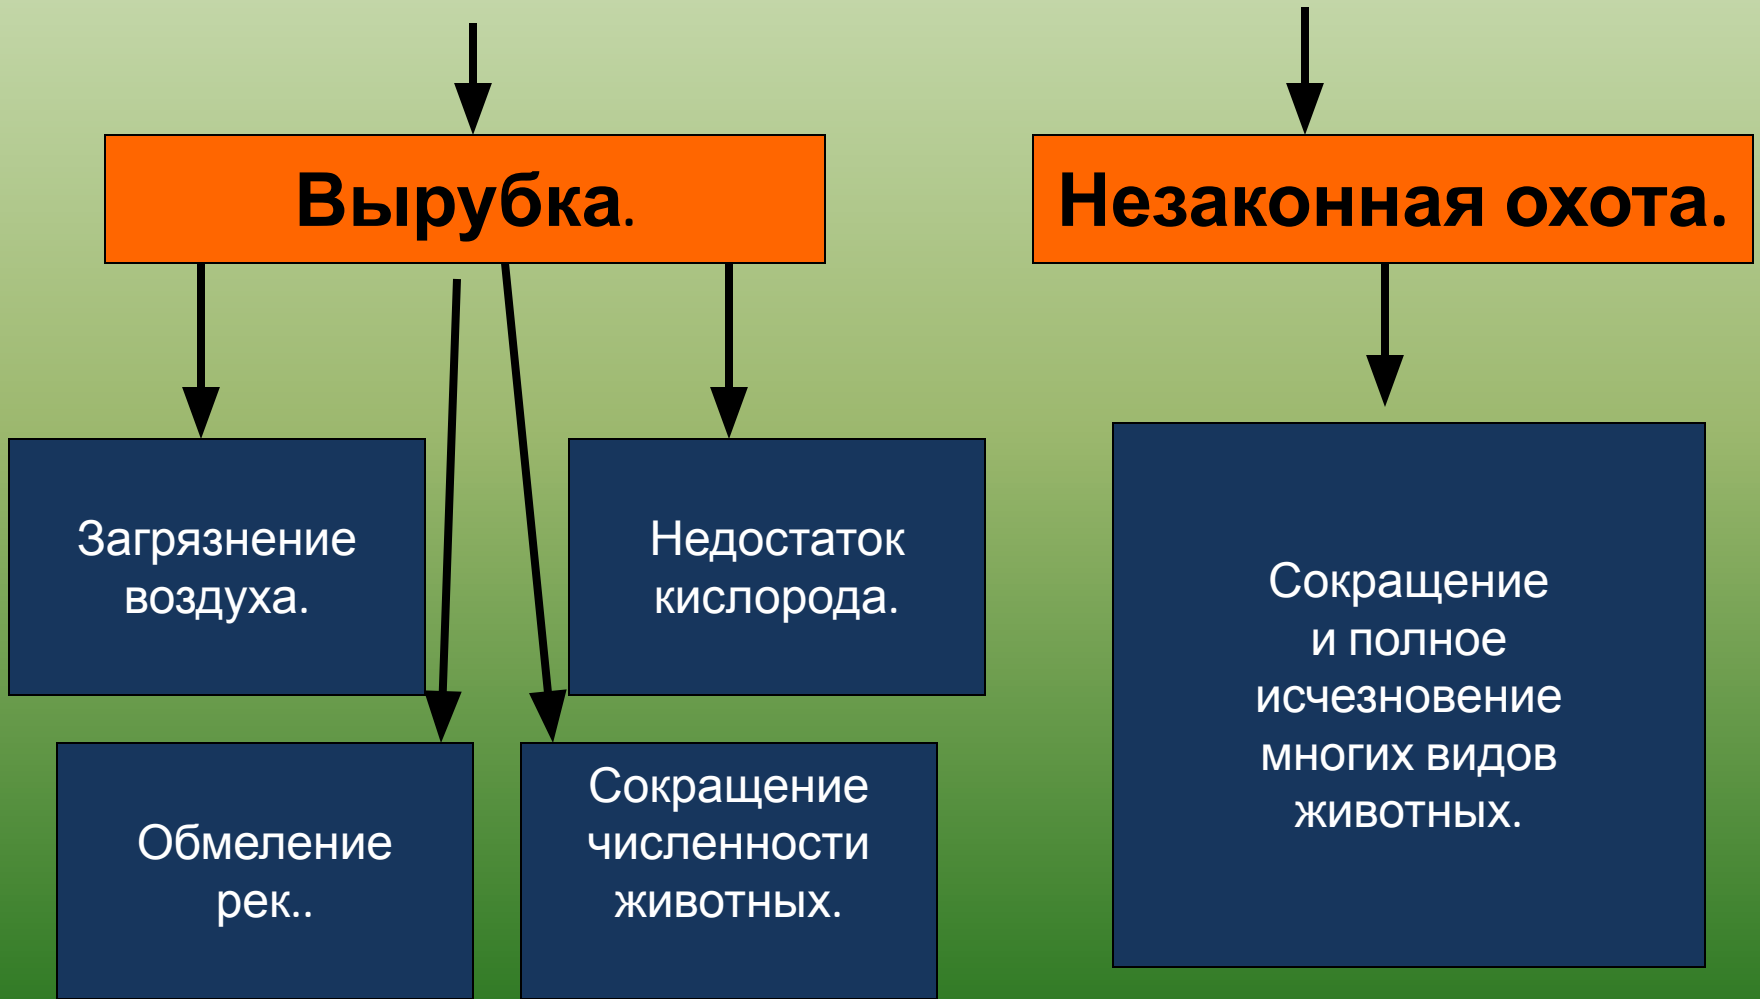 Вырубка.
Незаконная охота.
Загрязнение
воздуха.
Недостаток
кислорода.
Обмеление
рек..
Сокращение
численности
животных.
Сокращение
и полное
исчезновение
многих видов
животных.